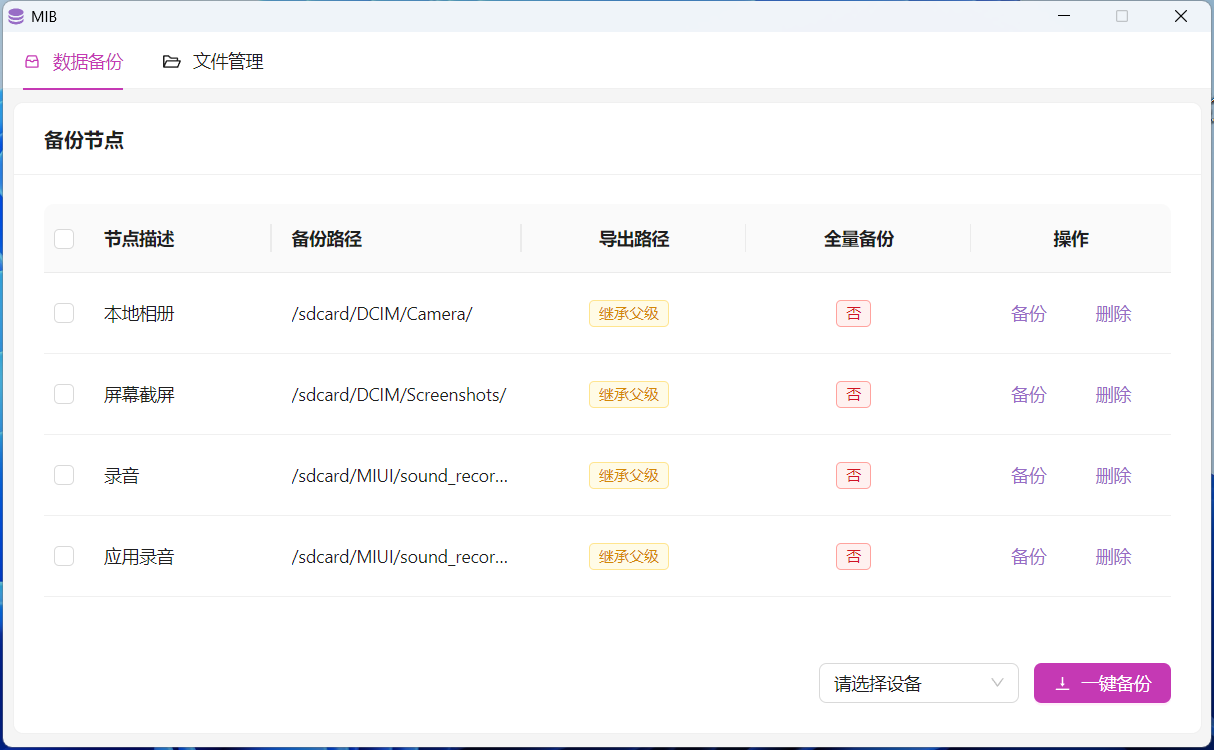 MIB
数据备份 文件管理
备份节点
节点描述 备份路径 导出路径 全量备份 操作
本地相册 /sdcard/DCIM/Camera/ 继承父级 否 备份 删除
屏幕截屏 /sdcard/DCIM/Screenshots/ 继承父级 否 备份 删除
录音 /sdcard/MIUI/sound_recor... 继承父级 否 备份 删除
应用录音 /sdcard/MIUI/sound_recor... 继承父级 否 备份 删除
请选择设备 一键备份